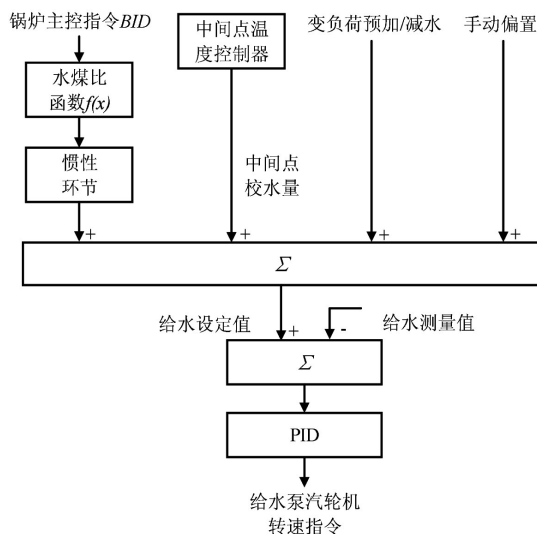 锅炉主控指令BID
中间点温
度控制器
变负荷预加/减水
手动偏置
水煤比
函数f(x)
惯性
环节
中间点
校水量
+
+
+
+
Σ
给水设定值
+
-
给水测量值
Σ
PID
给水泵汽轮机
转速指令